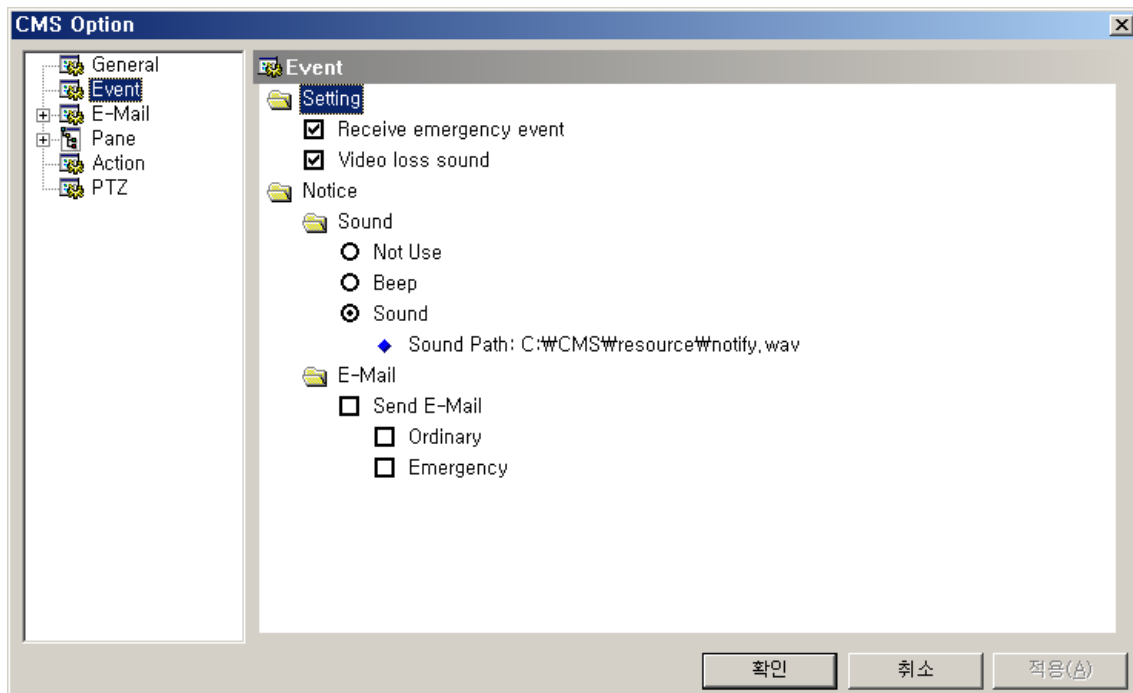 CMS Option
General
Event
E-Mail
Pane
Action
PTZ
Event
Setting
Receive emergency event
Video loss sound
Notice
Sound
Not Use
Beep
Sound
Sound Path: C:₩CMS₩resource₩notify.wav
E-Mail
Send E-Mail
Ordinary
Emergency
확인
취소
적용(A)